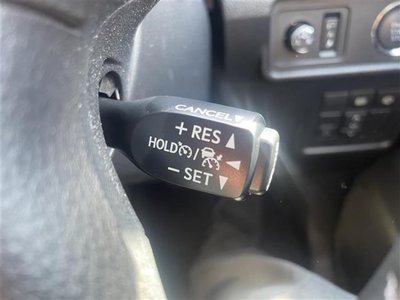 CANCEL
+ RES ▲
HOLD / ◀
− SET ▼